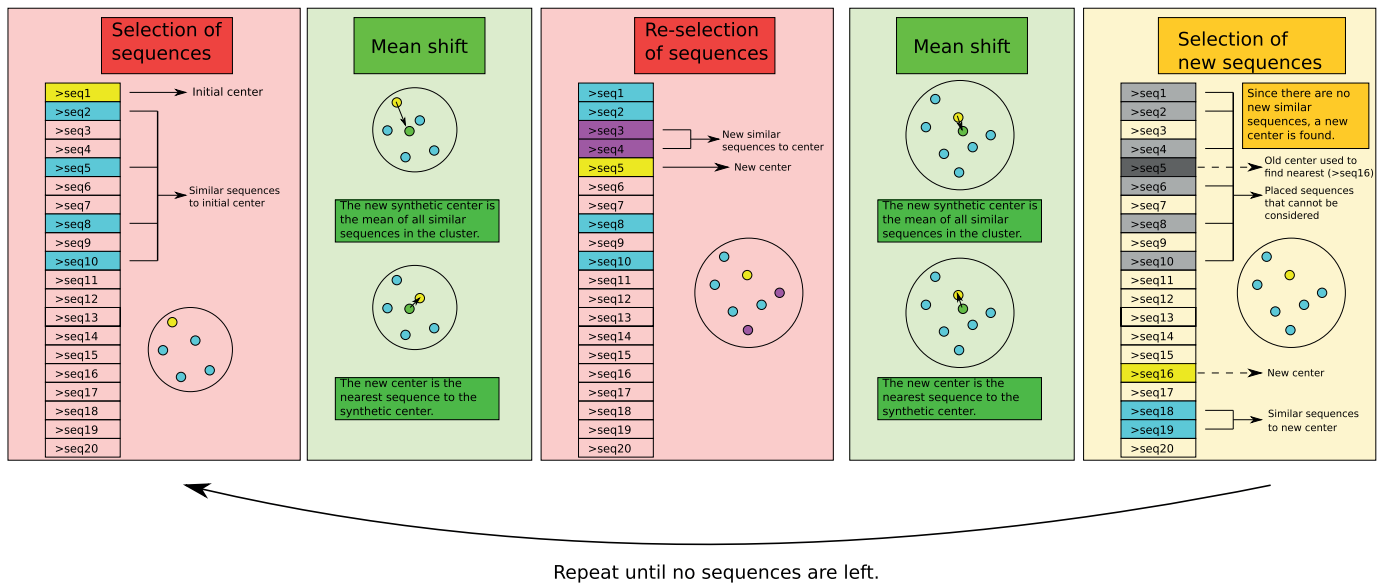 Selection of
sequences
>seq1
>seq2
>seq3
>seq4
>seq5
>seq6
>seq7
>seq8
>seq9
>seq10
>seq11
>seq12
>seq13
>seq14
>seq15
>seq16
>seq17
>seq18
>seq19
>seq20
Initial center
Similar sequences
to initial center
Mean shift
The new synthetic center is
the mean of all similar
sequences in the cluster.
The new center is the
nearest sequence to the
synthetic center.
Re-selection
of sequences
>seq1
>seq2
>seq3
>seq4
>seq5
>seq6
>seq7
>seq8
>seq9
>seq10
>seq11
>seq12
>seq13
>seq14
>seq15
>seq16
>seq17
>seq18
>seq19
>seq20
New similar
sequences to center
New center
Mean shift
The new synthetic center is
the mean of all similar
sequences in the cluster.
The new center is the
nearest sequence to the
synthetic center.
Selection of
new sequences
>seq1
>seq2
>seq3
>seq4
>seq5
>seq6
>seq7
>seq8
>seq9
>seq10
>seq11
>seq12
>seq13
>seq14
>seq15
>seq16
>seq17
>seq18
>seq19
>seq20
Since there are no
new similar
sequences, a new
center is found.
Old center used to
find nearest (>seq16)
Placed sequences
that cannot be
considered
New center
Similar sequences
to new center
Repeat until no sequences are left.